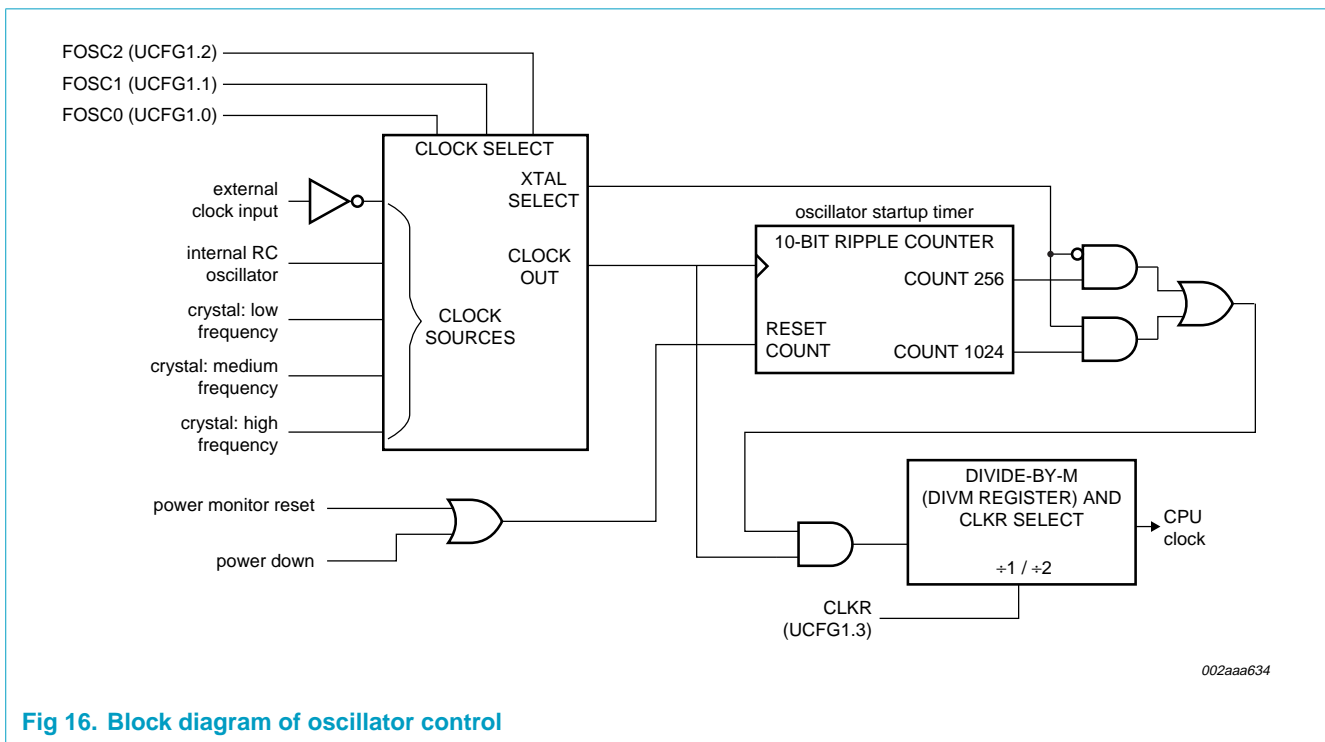 FOSC2 (UCFG1.2)
FOSC1 (UCFG1.1)
FOSC0 (UCFG1.0)
CLOCK SELECT
external
clock input
internal RC
oscillator
crystal: low
frequency
crystal: medium
frequency
crystal: high
frequency
CLOCK
SOURCES
XTAL
SELECT
CLOCK
OUT
oscillator startup timer
10-BIT RIPPLE COUNTER
COUNT 256
RESET
COUNT
COUNT 1024
power monitor reset
power down
DIVIDE-BY-M
(DIVM REGISTER) AND
CLKR SELECT
÷1 / ÷2
CPU
clock
CLKR
(UCFG1.3)
002aaa634
Fig 16. Block diagram of oscillator control